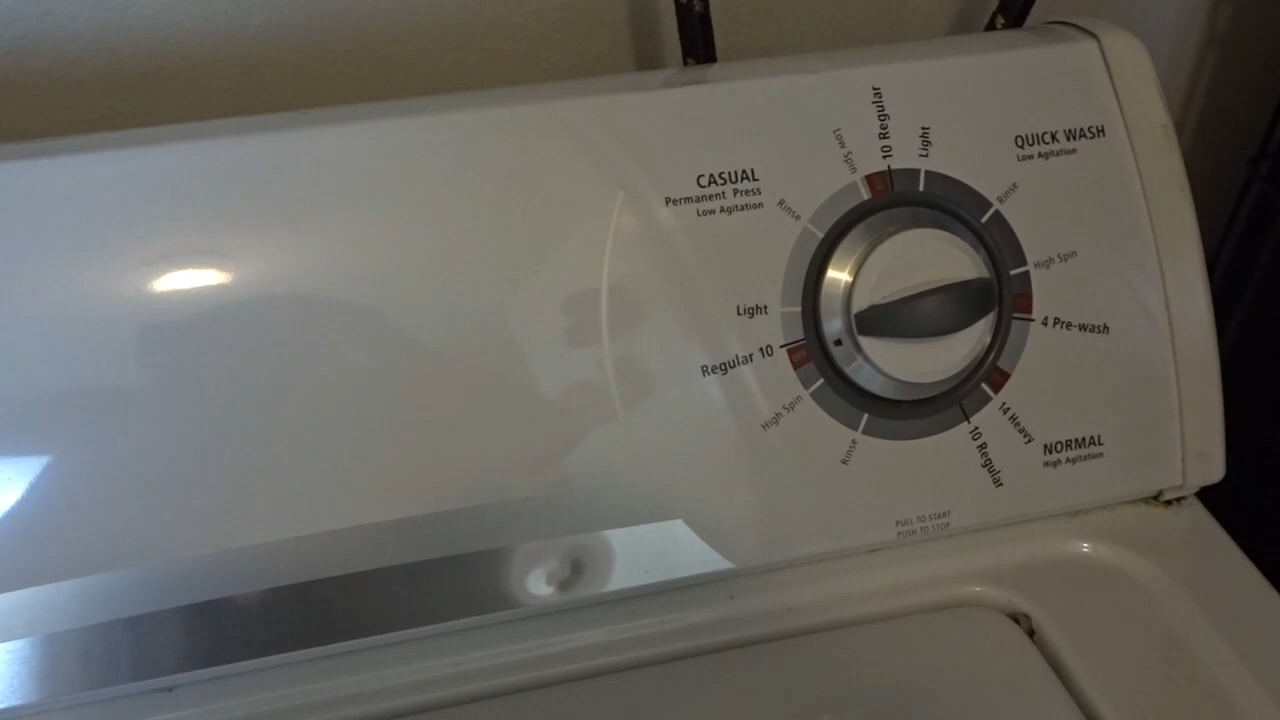 10 Regular
Low Spin
Light
QUICK WASH
Low Agitation
CASUAL
Permanent Press
Low Agitation
Rinse
Rinse
High Spin
Light
4 Pre-wash
Regular 10
OFF
High Spin
14 Heavy
Rinse
10 Regular
NORMAL
High Agitation
PULL TO START
PUSH TO STOP